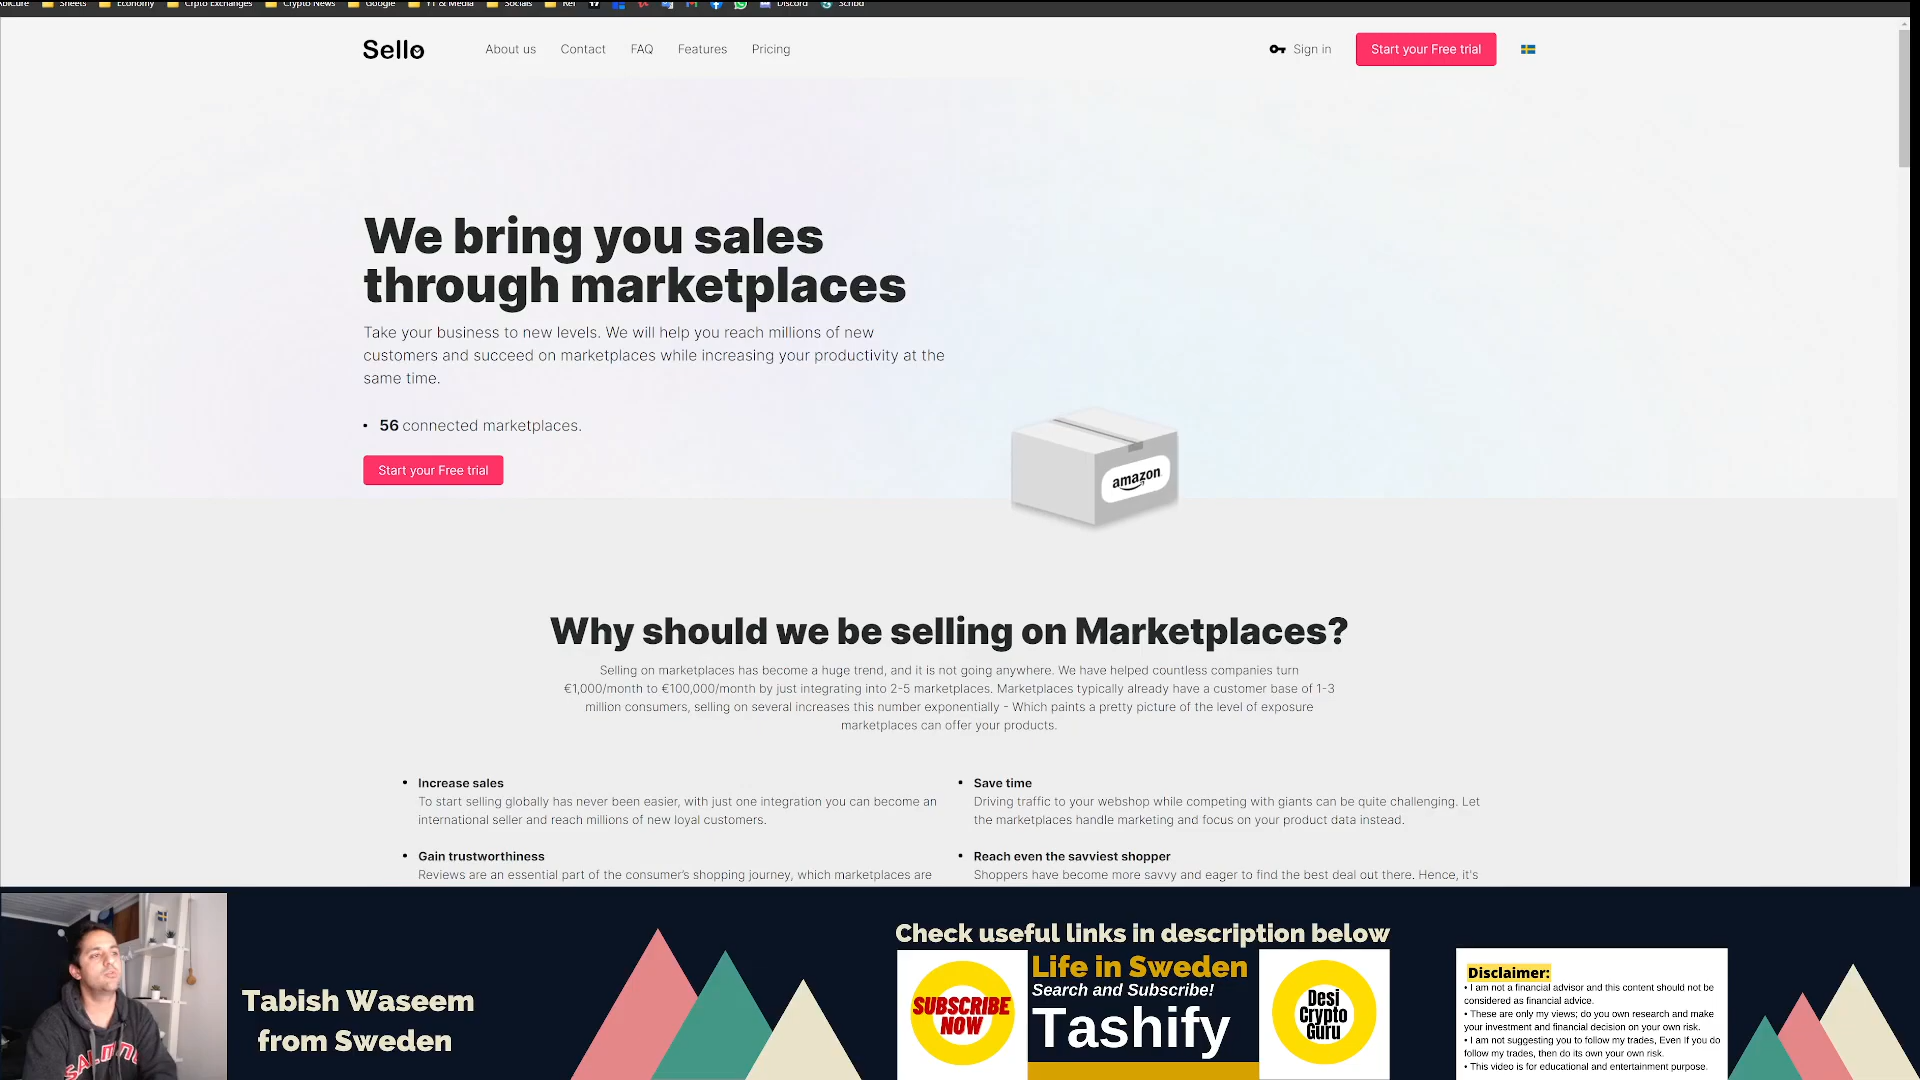 Sheets
Economy
Crpto Exchanges
Crypto News
Google
YT & Media
Socials
Ref
Discord
Scribd
Sello
About us
Contact
FAQ
Features
Pricing
Sign in
Start your Free trial
We bring you sales
through marketplaces
Take your business to new levels. We will help you reach millions of new
customers and succeed on marketplaces while increasing your productivity at the
same time.
• 56 connected marketplaces.
Start your Free trial
amazon
Why should we be selling on Marketplaces?
Selling on marketplaces has become a huge trend, and it is not going anywhere. We have helped countless companies turn
€1,000/month to €100,000/month by just integrating into 2-5 marketplaces. Marketplaces typically already have a customer base of 1-3
million consumers, selling on several increases this number exponentially - Which paints a pretty picture of the level of exposure
marketplaces can offer your products.
• Increase sales
To start selling globally has never been easier, with just one integration you can become an
international seller and reach millions of new loyal customers.
• Save time
Driving traffic to your webshop while competing with giants can be quite challenging. Let
the marketplaces handle marketing and focus on your product data instead.
• Gain trustworthiness
Reviews are an essential part of the consumer's shopping journey, which marketplaces are
• Reach even the savviest shopper
Shoppers have become more savvy and eager to find the best deal out there. Hence, it's
Tabish Waseem
from Sweden
Check useful links in description below
SUBSCRIBE
NOW
Life in Sweden
Search and Subscribe!
Tashify
Desi
Crypto
Guru
Disclaimer:
• I am not a financial advisor and this content should not be
considered as financial advice.
• These are only my views; do you own research and make
your investment and financial decision on your own risk.
• I am not suggesting you to follow my trades, Even if you do
follow my trades, then do its own your own risk.
• This video is for educational and entertainment purpose.